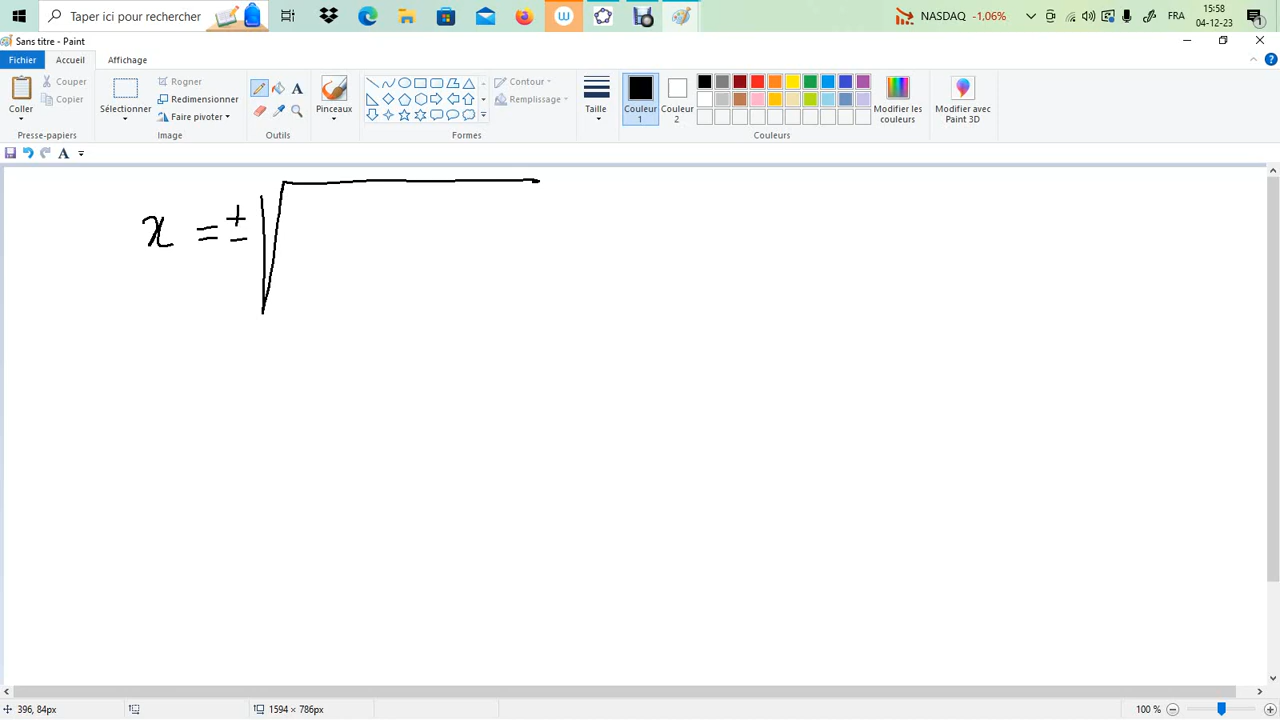 Taper ici pour rechercher
NASDAQ -1,06%
FRA
15:58
04-12-23
1
Sans titre - Paint
Fichier Accueil Affichage
Coller
Couper
Copier
Presse-papiers
Sélectionner
Rogner
Redimensionner
Faire pivoter
Image
A
Outils
Pinceaux
Contour
Remplissage
Formes
Taille
Couleur 1
Couleur 2
Couleurs
Modifier les couleurs
Modifier avec Paint 3D
A
x = ± √
396, 84px
1594 × 786px
100 %